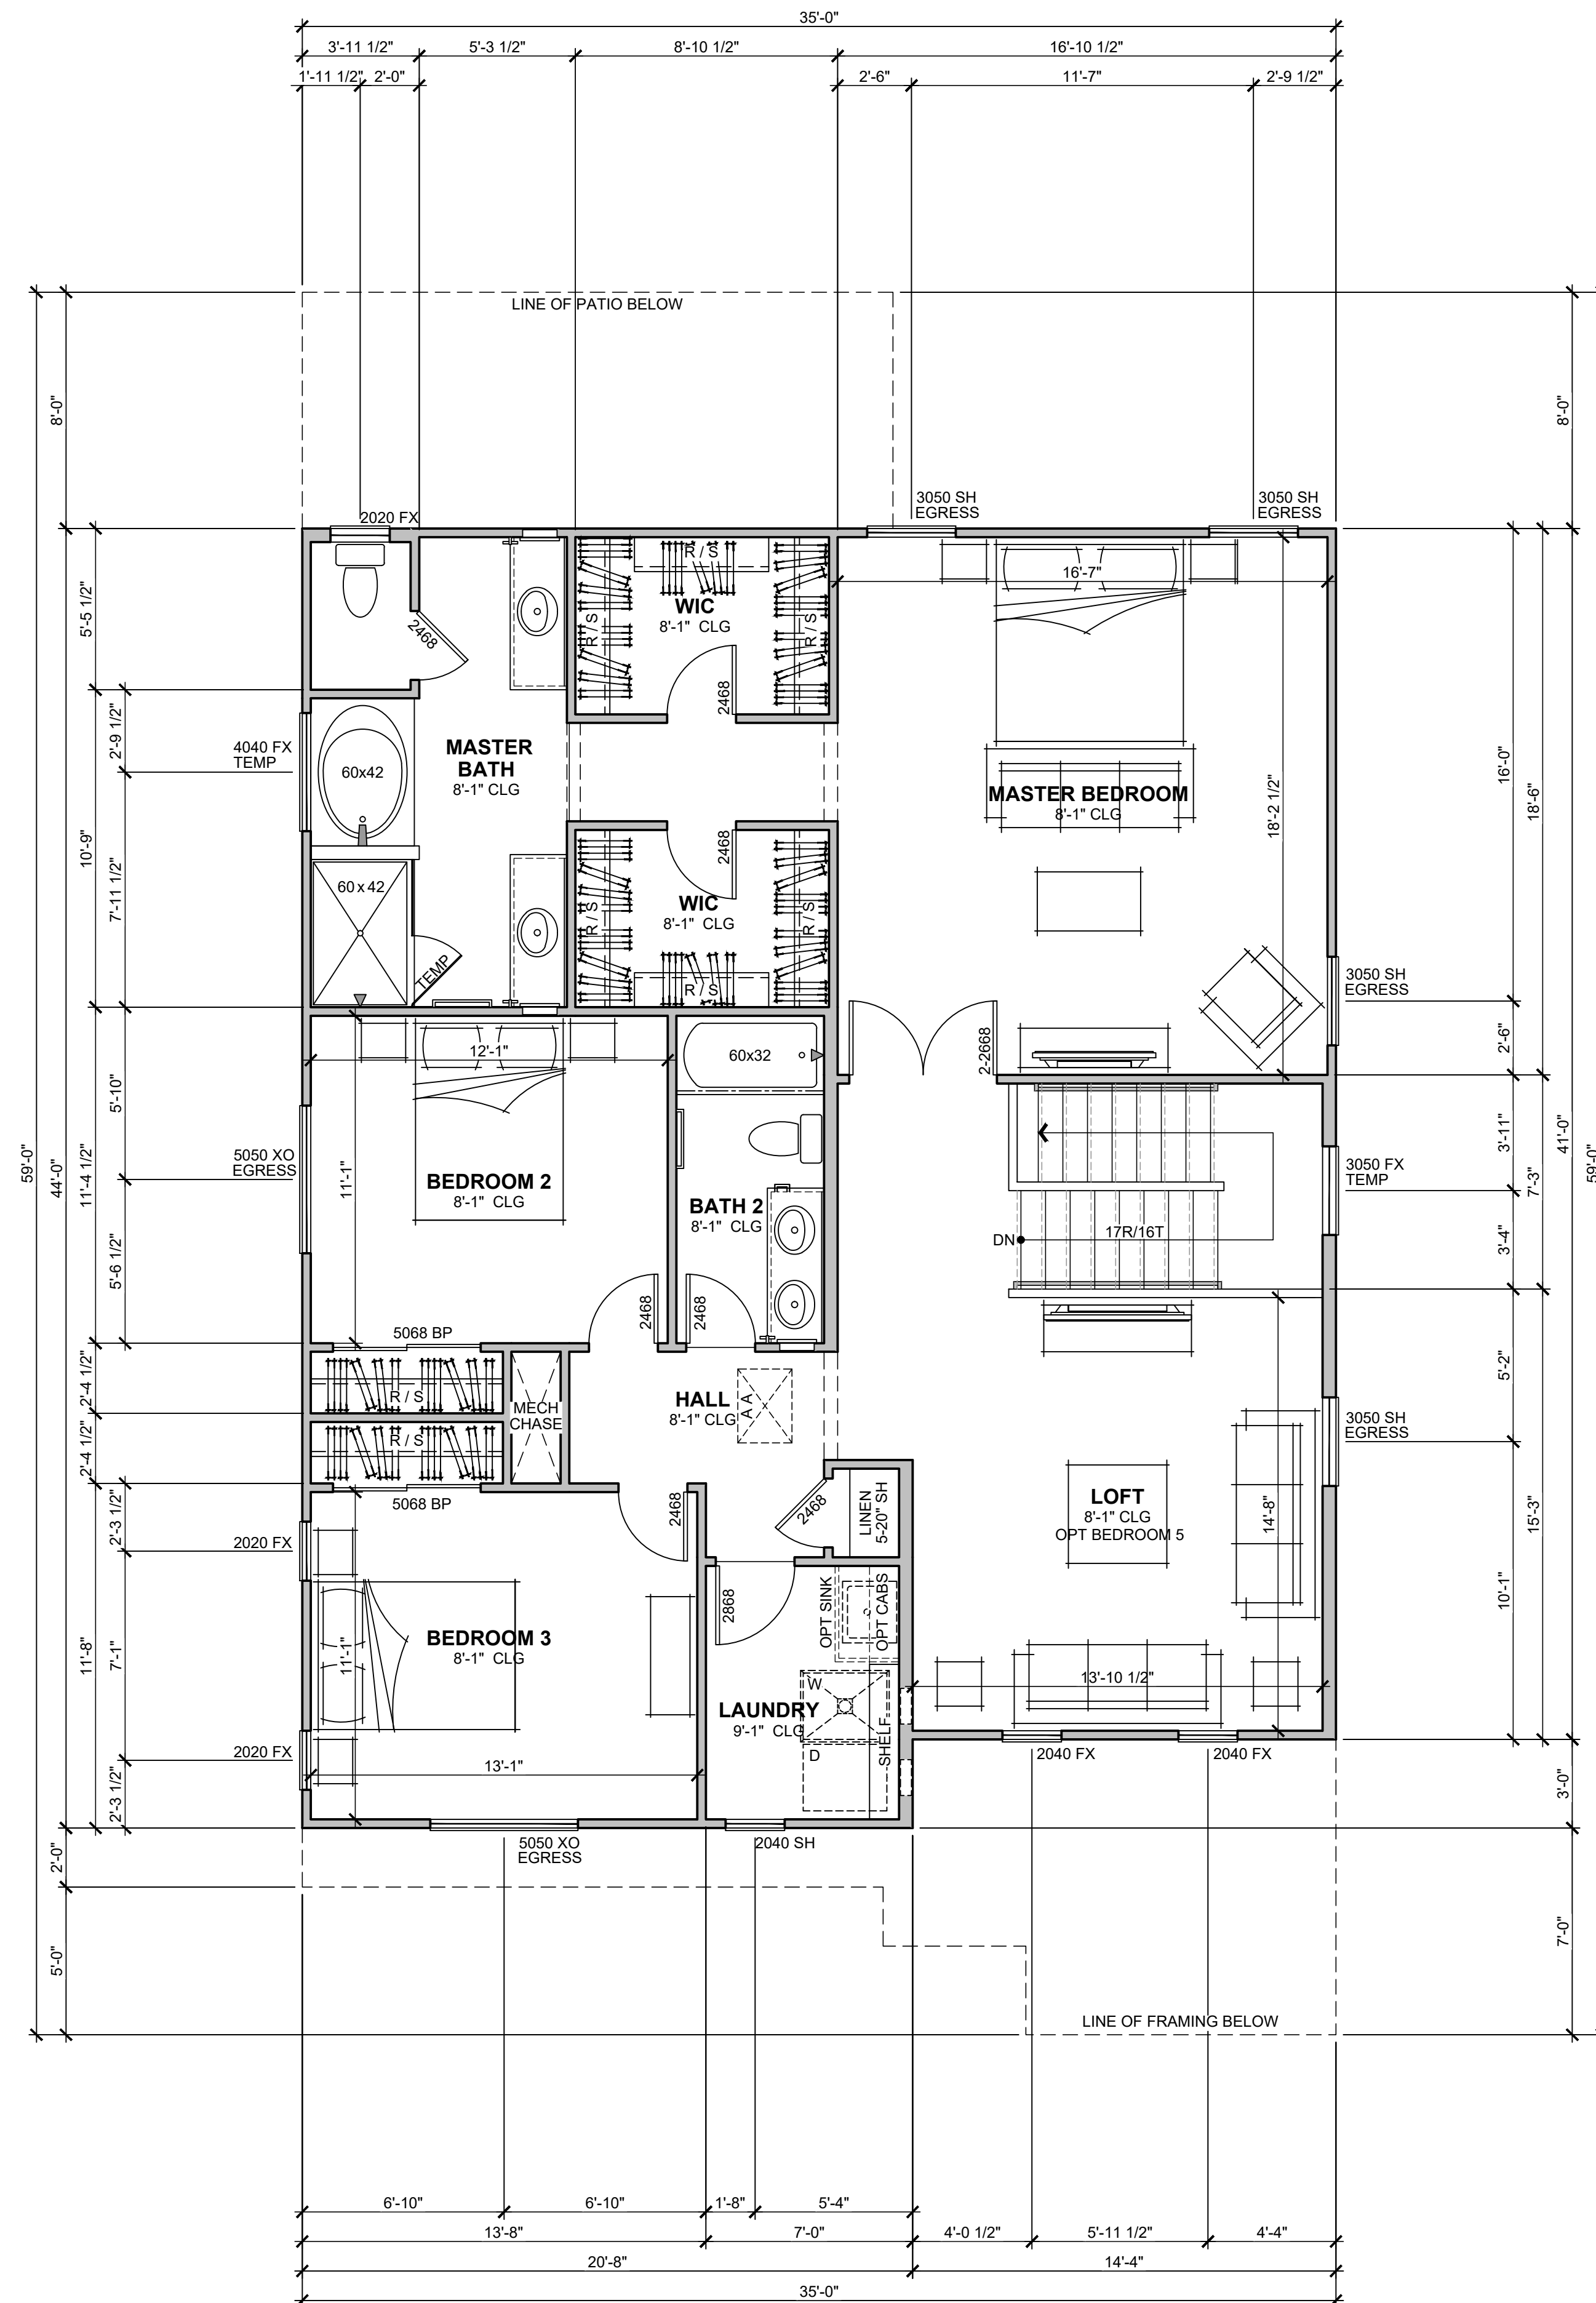 35'-0"
3'-11 1/2"
5'-3 1/2"
8'-10 1/2"
16'-10 1/2"
1'-11 1/2"
2'-0"
2'-6"
11'-7"
2'-9 1/2"
LINE OF PATIO BELOW
8'-0"
8'-0"
2020 FX
3050 SH
EGRESS
3050 SH
EGRESS
5'-5 1/2"
2468
R / S
WIC
8'-1" CLG
R / S
R / S
2468
16'-7"
4040 FX
TEMP
2'-9 1/2"
60x42
MASTER
BATH
8'-1" CLG
MASTER BEDROOM
8'-1" CLG
18'-2 1/2"
16'-0"
18'-6"
10'-9"
7'-11 1/2"
60 x 42
2468
WIC
8'-1" CLG
R / S
R / S
R / S
TEMP
3050 SH
EGRESS
2-2668
2'-6"
12'-1"
60x32
5'-10"
59'-0"
44'-0"
11'-4 1/2"
5050 XO
EGRESS
11'-1"
BEDROOM 2
8'-1" CLG
BATH 2
8'-1" CLG
3050 FX
TEMP
3'-11"
7'-3"
41'-0"
59'-0"
DN
17R/16T
3'-4"
5'-6 1/2"
2468
2468
5068 BP
2'-4 1/2"
R / S
MECH
CHASE
HALL
8'-1" CLG
A A
5'-2"
3050 SH
EGRESS
2'-4 1/2"
R / S
5068 BP
2468
2468
LINEN
5-20" SH
LOFT
8'-1" CLG
OPT BEDROOM 5
14'-8"
15'-3"
2'-3 1/2"
2020 FX
2868
OPT SINK
OPT CABS
10'-1"
11'-8"
7'-1"
11'-1"
BEDROOM 3
8'-1" CLG
W
LAUNDRY
9'-1" CLG
D
SHELF
13'-10 1/2"
2020 FX
2040 FX
2040 FX
13'-1"
2'-3 1/2"
3'-0"
5050 XO
EGRESS
2040 SH
2'-0"
5'-0"
7'-0"
LINE OF FRAMING BELOW
6'-10"
6'-10"
1'-8"
5'-4"
13'-8"
7'-0"
4'-0 1/2"
5'-11 1/2"
4'-4"
20'-8"
14'-4"
35'-0"